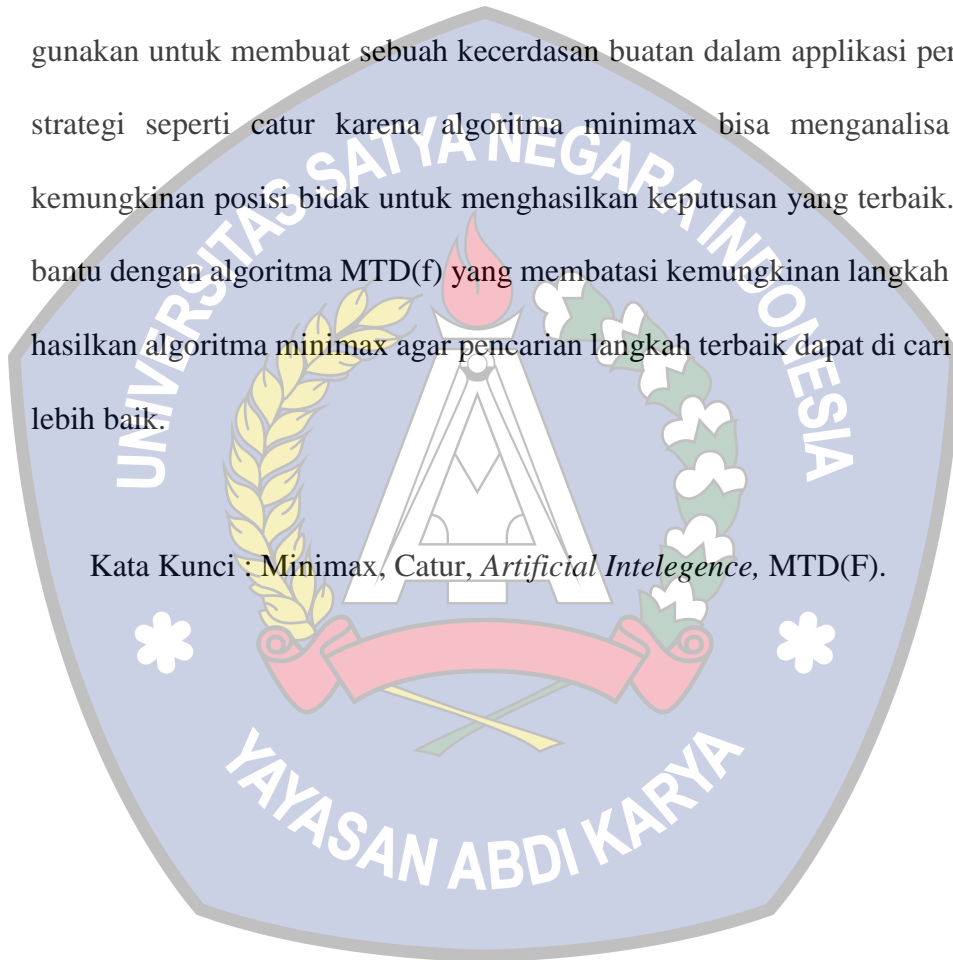 gunakan untuk membuat sebuah kecerdasan buatan dalam applikasi per
strategi seperti catur karena algoritma minimax bisa menganalisa
kemungkinan posisi bidak untuk menghasilkan keputusan yang terbaik.
bantu dengan algoritma MTD(f) yang membatasi kemungkinan langkah
hasilkan algoritma minimax agar pencarian langkah terbaik dapat di cari
lebih baik.
Kata Kunci : Minimax, Catur, Artificial Intelegence, MTD(F).
UNIVERSITAS SATYA NEGARA INDONESIA
YAYASAN ABDI KARYA